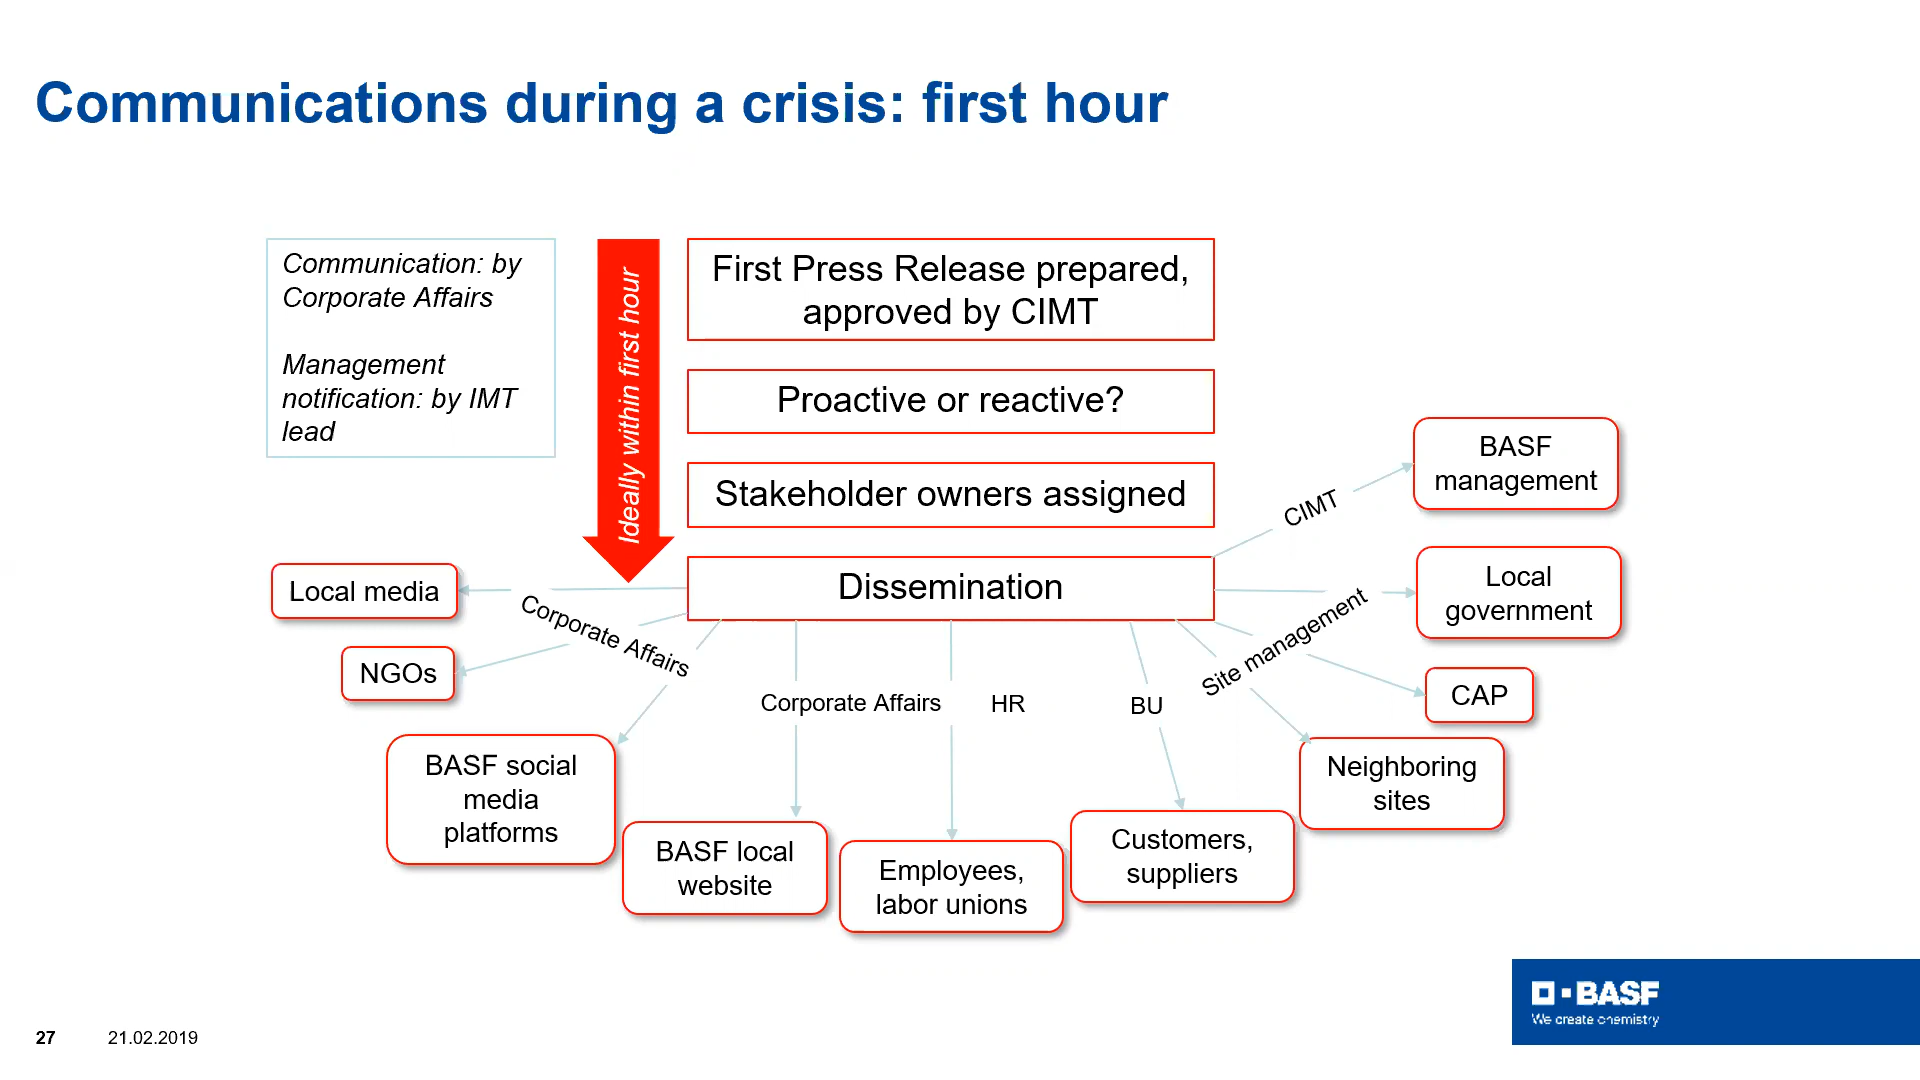 Communications during a crisis: first hour
Communication: by
Corporate Affairs
Management
notification: by IMT
lead
Ideally within first hour
First Press Release prepared,
approved by CIMT
Proactive or reactive?
Stakeholder owners assigned
Dissemination
CIMT
BASF
management
Local
government
Site management
CAP
Neighboring
sites
BU
Customers,
suppliers
HR
Employees,
labor unions
Corporate Affairs
BASF local
website
Corporate Affairs
Local media
NGOs
BASF social
media
platforms
BASF
We create chemistry
27
21.02.2019